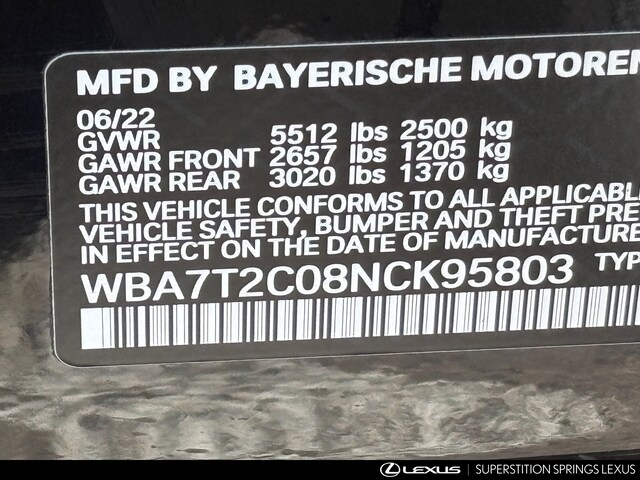 MFD BY BAYERISCHE MOTOREN
06/22
GVWR 5512 lbs 2500 kg
GAWR FRONT 2657 lbs 1205 kg
GAWR REAR 3020 lbs 1370 kg
THIS VEHICLE CONFORMS TO ALL APPLICABL
VEHICLE SAFETY, BUMPER AND THEFT PRE
IN EFFECT ON THE DATE OF MANUFACTURE
WBA7T2C08NCK95803 TYP
LEXUS | SUPERSTITION SPRINGS LEXUS